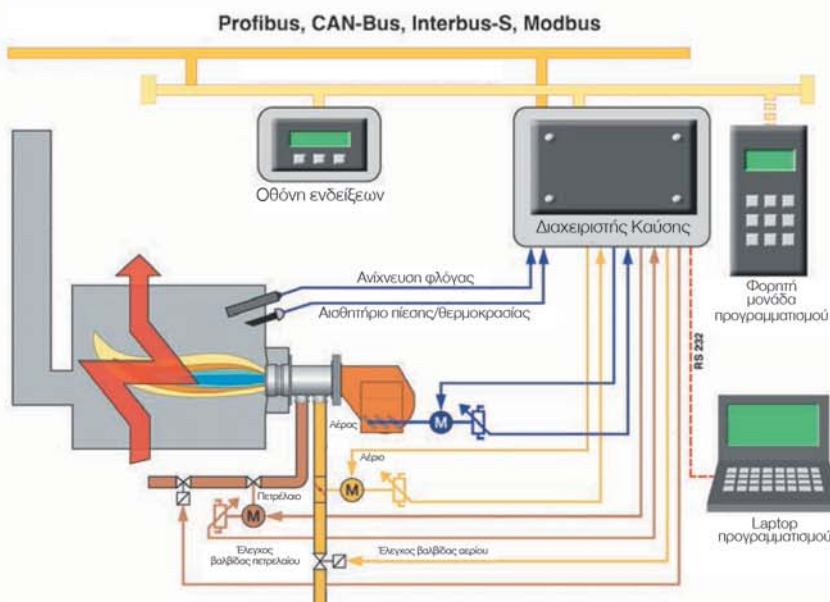 Profibus, CAN-Bus, Interbus-S, Modbus
Οθόνη ενδείξεων
Διαχειριστής Καύσης
Φορητή
μονάδα
προγραμματισμού
Ανίχνευση φλόγας
Αισθητήριο πίεσης/θερμοκρασίας
RS 232
Αέρας
M
Αέριο
M
Πετρέλαιο
M
Έλεγχος
βαλβίδας πετρελαίου
Έλεγχος βαλβίδας αερίου
Laptop
προγραμματισμού